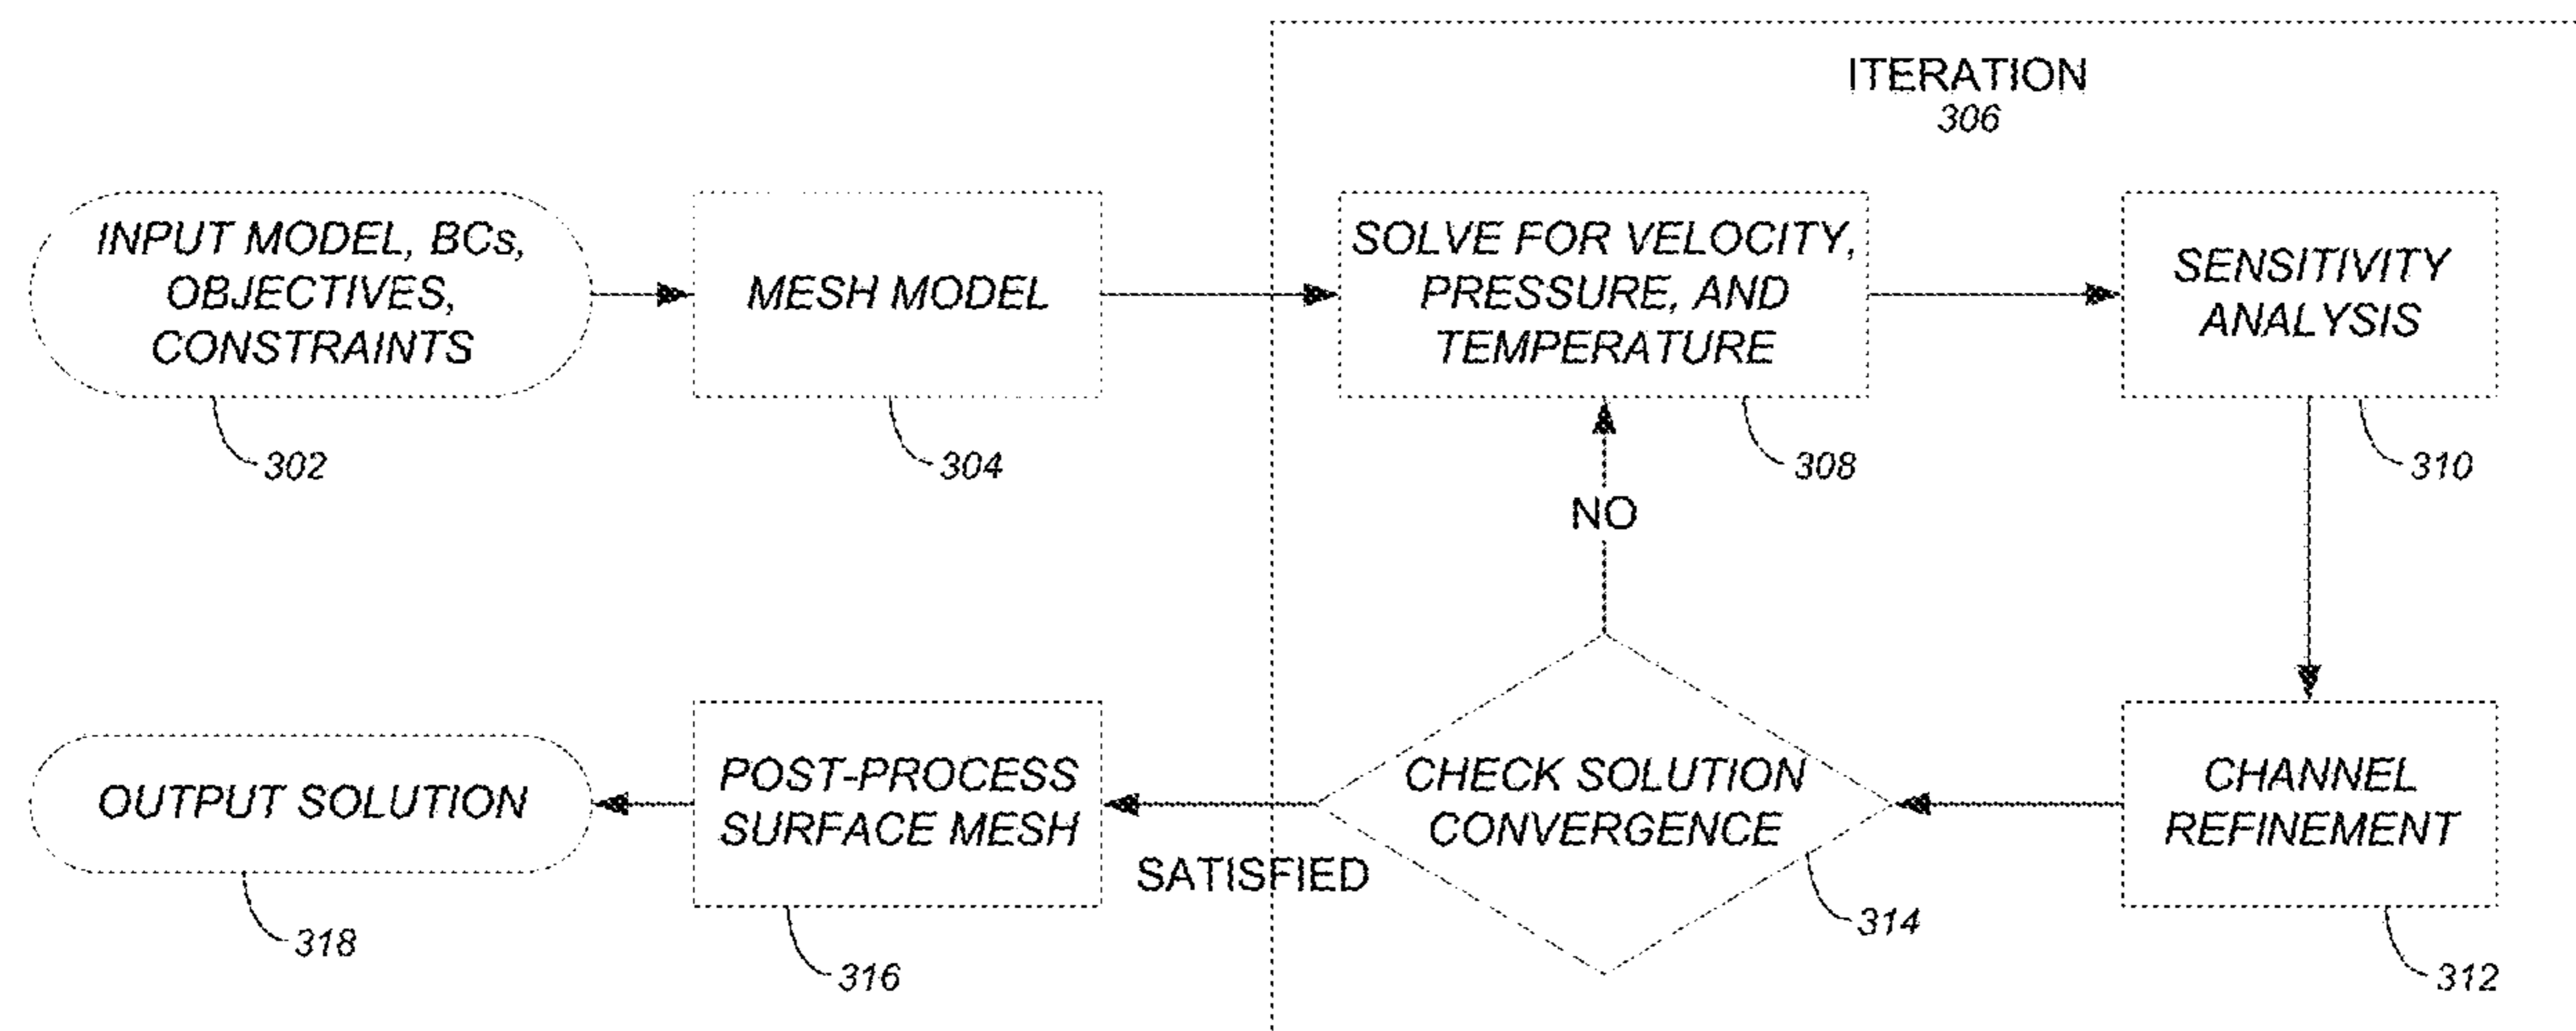 ITERATION
306
INPUT MODEL, BCs,
OBJECTIVES,
CONSTRAINTS
302
MESH MODEL
304
SOLVE FOR VELOCITY,
PRESSURE, AND
TEMPERATURE
308
SENSITIVITY
ANALYSIS
310
NO
CHANNEL
REFINEMENT
312
CHECK SOLUTION
CONVERGENCE
314
SATISFIED
POST-PROCESS
SURFACE MESH
316
OUTPUT SOLUTION
318